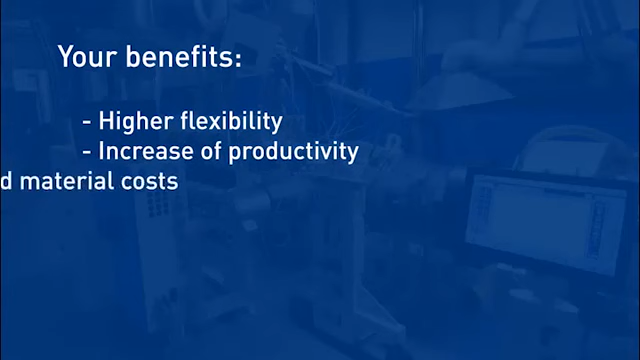 Your benefits:
- Higher flexibility
- Increase of productivity
d material costs